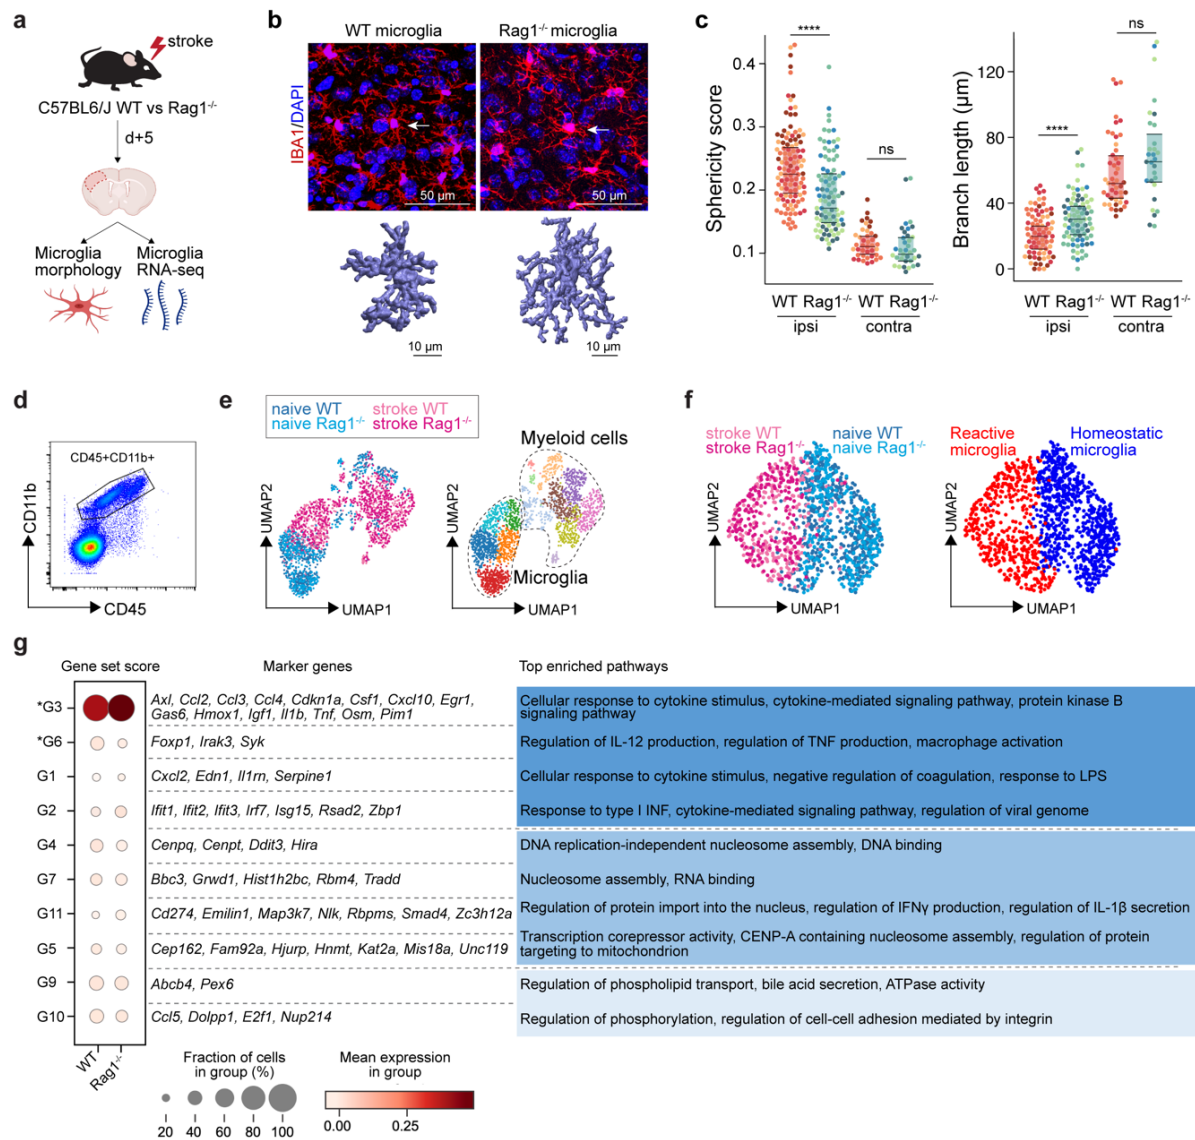 a
stroke
C57BL6/J WT vs Rag1-/-
d+5
Microglia morphology
Microglia RNA-seq
b
WT microglia
Rag1-/- microglia
IBA1/DAPI
50 µm
50 µm
10 µm
10 µm
c
Sphericity score
0.4
0.3
0.2
0.1
****
ns
WT Rag1-/-
WT Rag1-/-
ipsi
contra
Branch length (µm)
120
80
40
0
****
ns
WT Rag1-/-
WT Rag1-/-
ipsi
contra
d
CD45+CD11b+
CD11b
CD45
e
naive WT
stroke WT
naive Rag1-/-
stroke Rag1-/-
UMAP2
UMAP1
Myeloid cells
Microglia
UMAP2
UMAP1
f
stroke WT
stroke Rag1-/-
naive WT
naive Rag1-/-
UMAP2
UMAP1
Reactive microglia
Homeostatic microglia
UMAP2
UMAP1
g
Gene set score
Marker genes
Top enriched pathways
*G3
Axl, Ccl2, Ccl3, Ccl4, Cdkn1a, Csf1, Cxcl10, Egr1,
Gas6, Hmox1, Igf1, Il1b, Tnf, Osm, Pim1
Cellular response to cytokine stimulus, cytokine-mediated signaling pathway, protein kinase B
signaling pathway
*G6
Foxp1, Irak3, Syk
Regulation of IL-12 production, regulation of TNF production, macrophage activation
G1
Cxcl2, Edn1, Il1rn, Serpine1
Cellular response to cytokine stimulus, negative regulation of coagulation, response to LPS
G2
Ifit1, Ifit2, Ifit3, Irf7, Isg15, Rsad2, Zbp1
Response to type I INF, cytokine-mediated signaling pathway, regulation of viral genome
G4
Cenpq, Cenpt, Ddit3, Hira
DNA replication-independent nucleosome assembly, DNA binding
G7
Bbc3, Grwd1, Hist1h2bc, Rbm4, Tradd
Nucleosome assembly, RNA binding
G11
Cd274, Emilin1, Map3k7, Nlk, Rbpms, Smad4, Zc3h12a
Regulation of protein import into the nucleus, regulation of IFNγ production, regulation of IL-1β secretion
G5
Cep162, Fam92a, Hjurp, Hnmt, Kat2a, Mis18a, Unc119
Transcription corepressor activity, CENP-A containing nucleosome assembly, regulation of protein
targeting to mitochondrion
G9
Abcb4, Pex6
Regulation of phospholipid transport, bile acid secretion, ATPase activity
G10
Ccl5, Dolpp1, E2f1, Nup214
Regulation of phosphorylation, regulation of cell-cell adhesion mediated by integrin
WT
Rag1-/-
Fraction of cells
in group (%)
20 40 60 80 100
Mean expression
in group
0.00 0.25